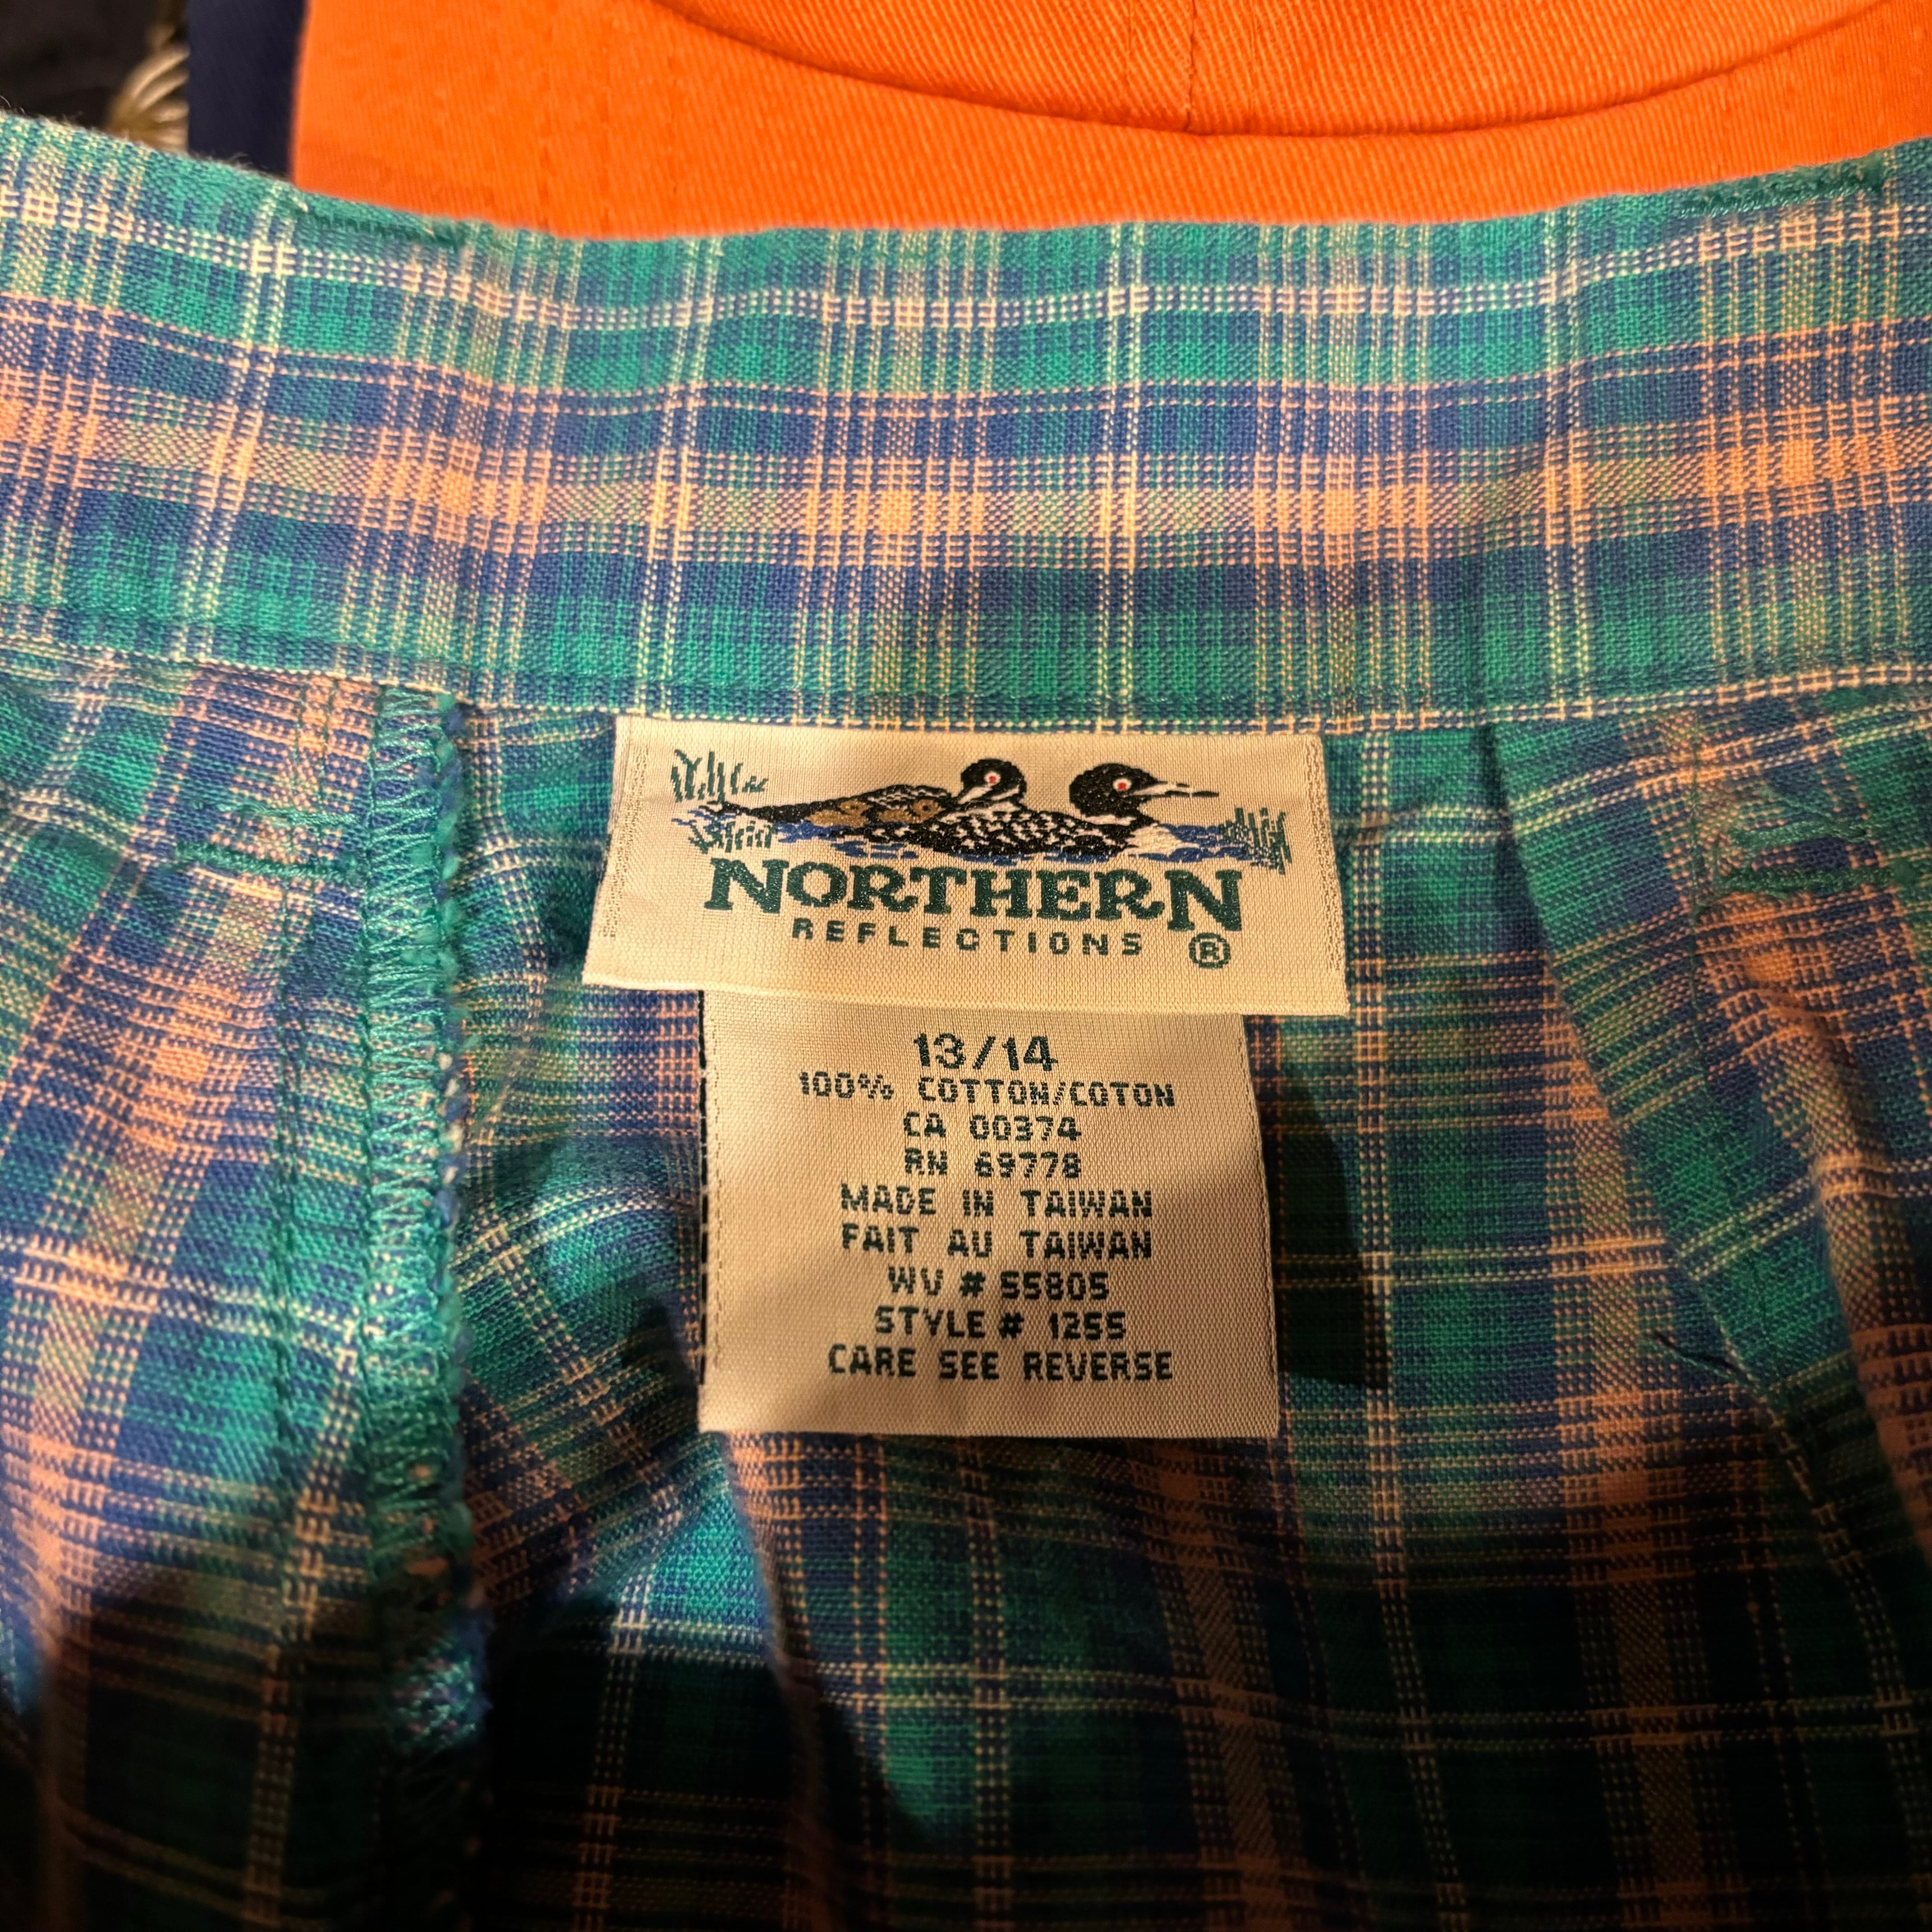 NORTHERN
REFLECTIONS ®
13/14
100% COTTON/COTON
CA 00374
RN 69778
MADE IN TAIWAN
FAIT AU TAIWAN
WV # 55805
STYLE # 1255
CARE SEE REVERSE